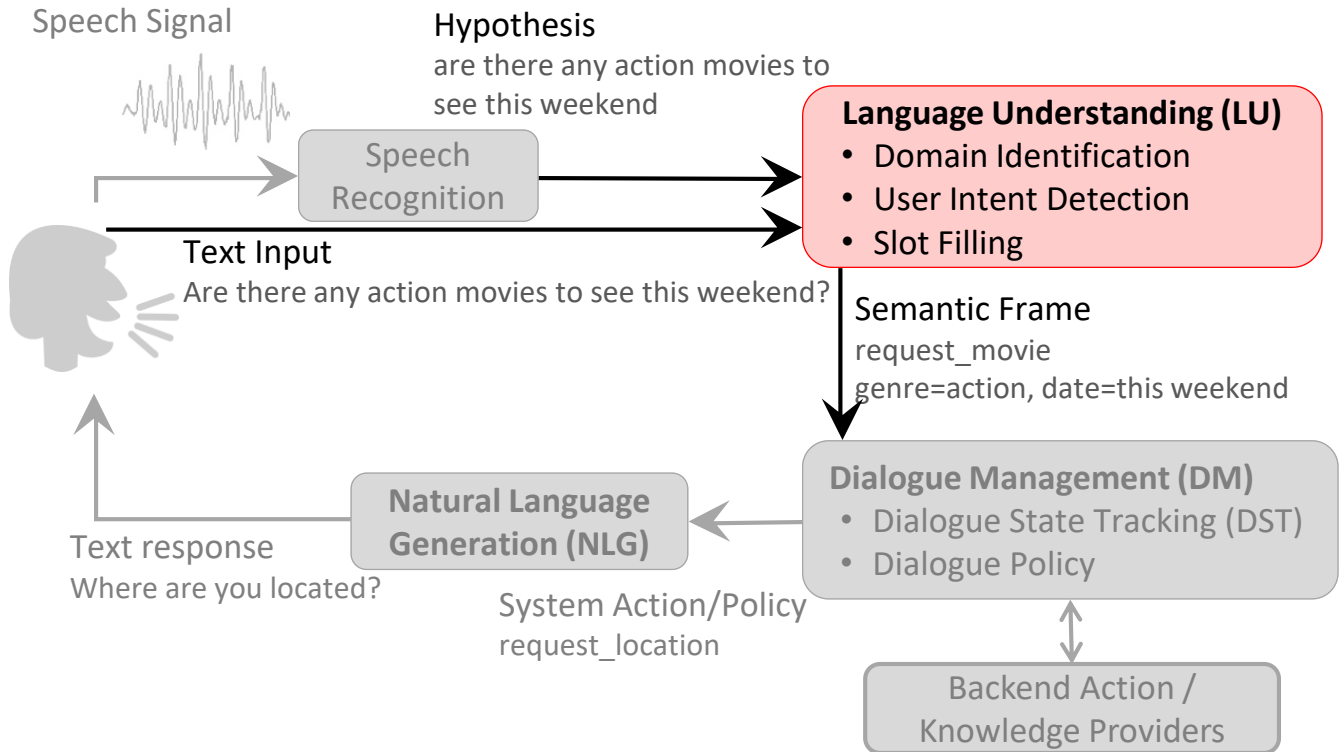 Speech Signal
Hypothesis
are there any action movies to
see this weekend
Speech
Recognition
Language Understanding (LU)
• Domain Identification
• User Intent Detection
• Slot Filling
Text Input
Are there any action movies to see this weekend?
Semantic Frame
request_movie
genre=action, date=this weekend
Dialogue Management (DM)
• Dialogue State Tracking (DST)
• Dialogue Policy
Natural Language
Generation (NLG)
Text response
Where are you located?
System Action/Policy
request_location
Backend Action /
Knowledge Providers